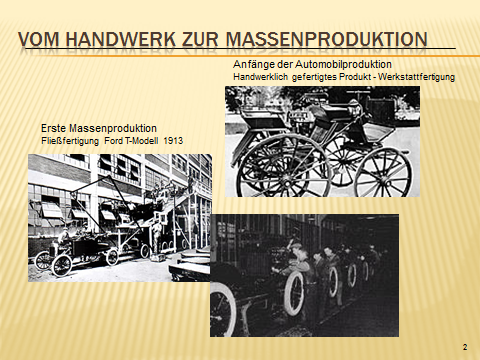 VOM HANDWERK ZUR MASSENPRODUKTION
Anfänge der Automobilproduktion
Handwerklich gefertigtes Produkt - Werkstattfertigung
Erste Massenproduktion
Fließfertigung Ford T-Modell 1913
2